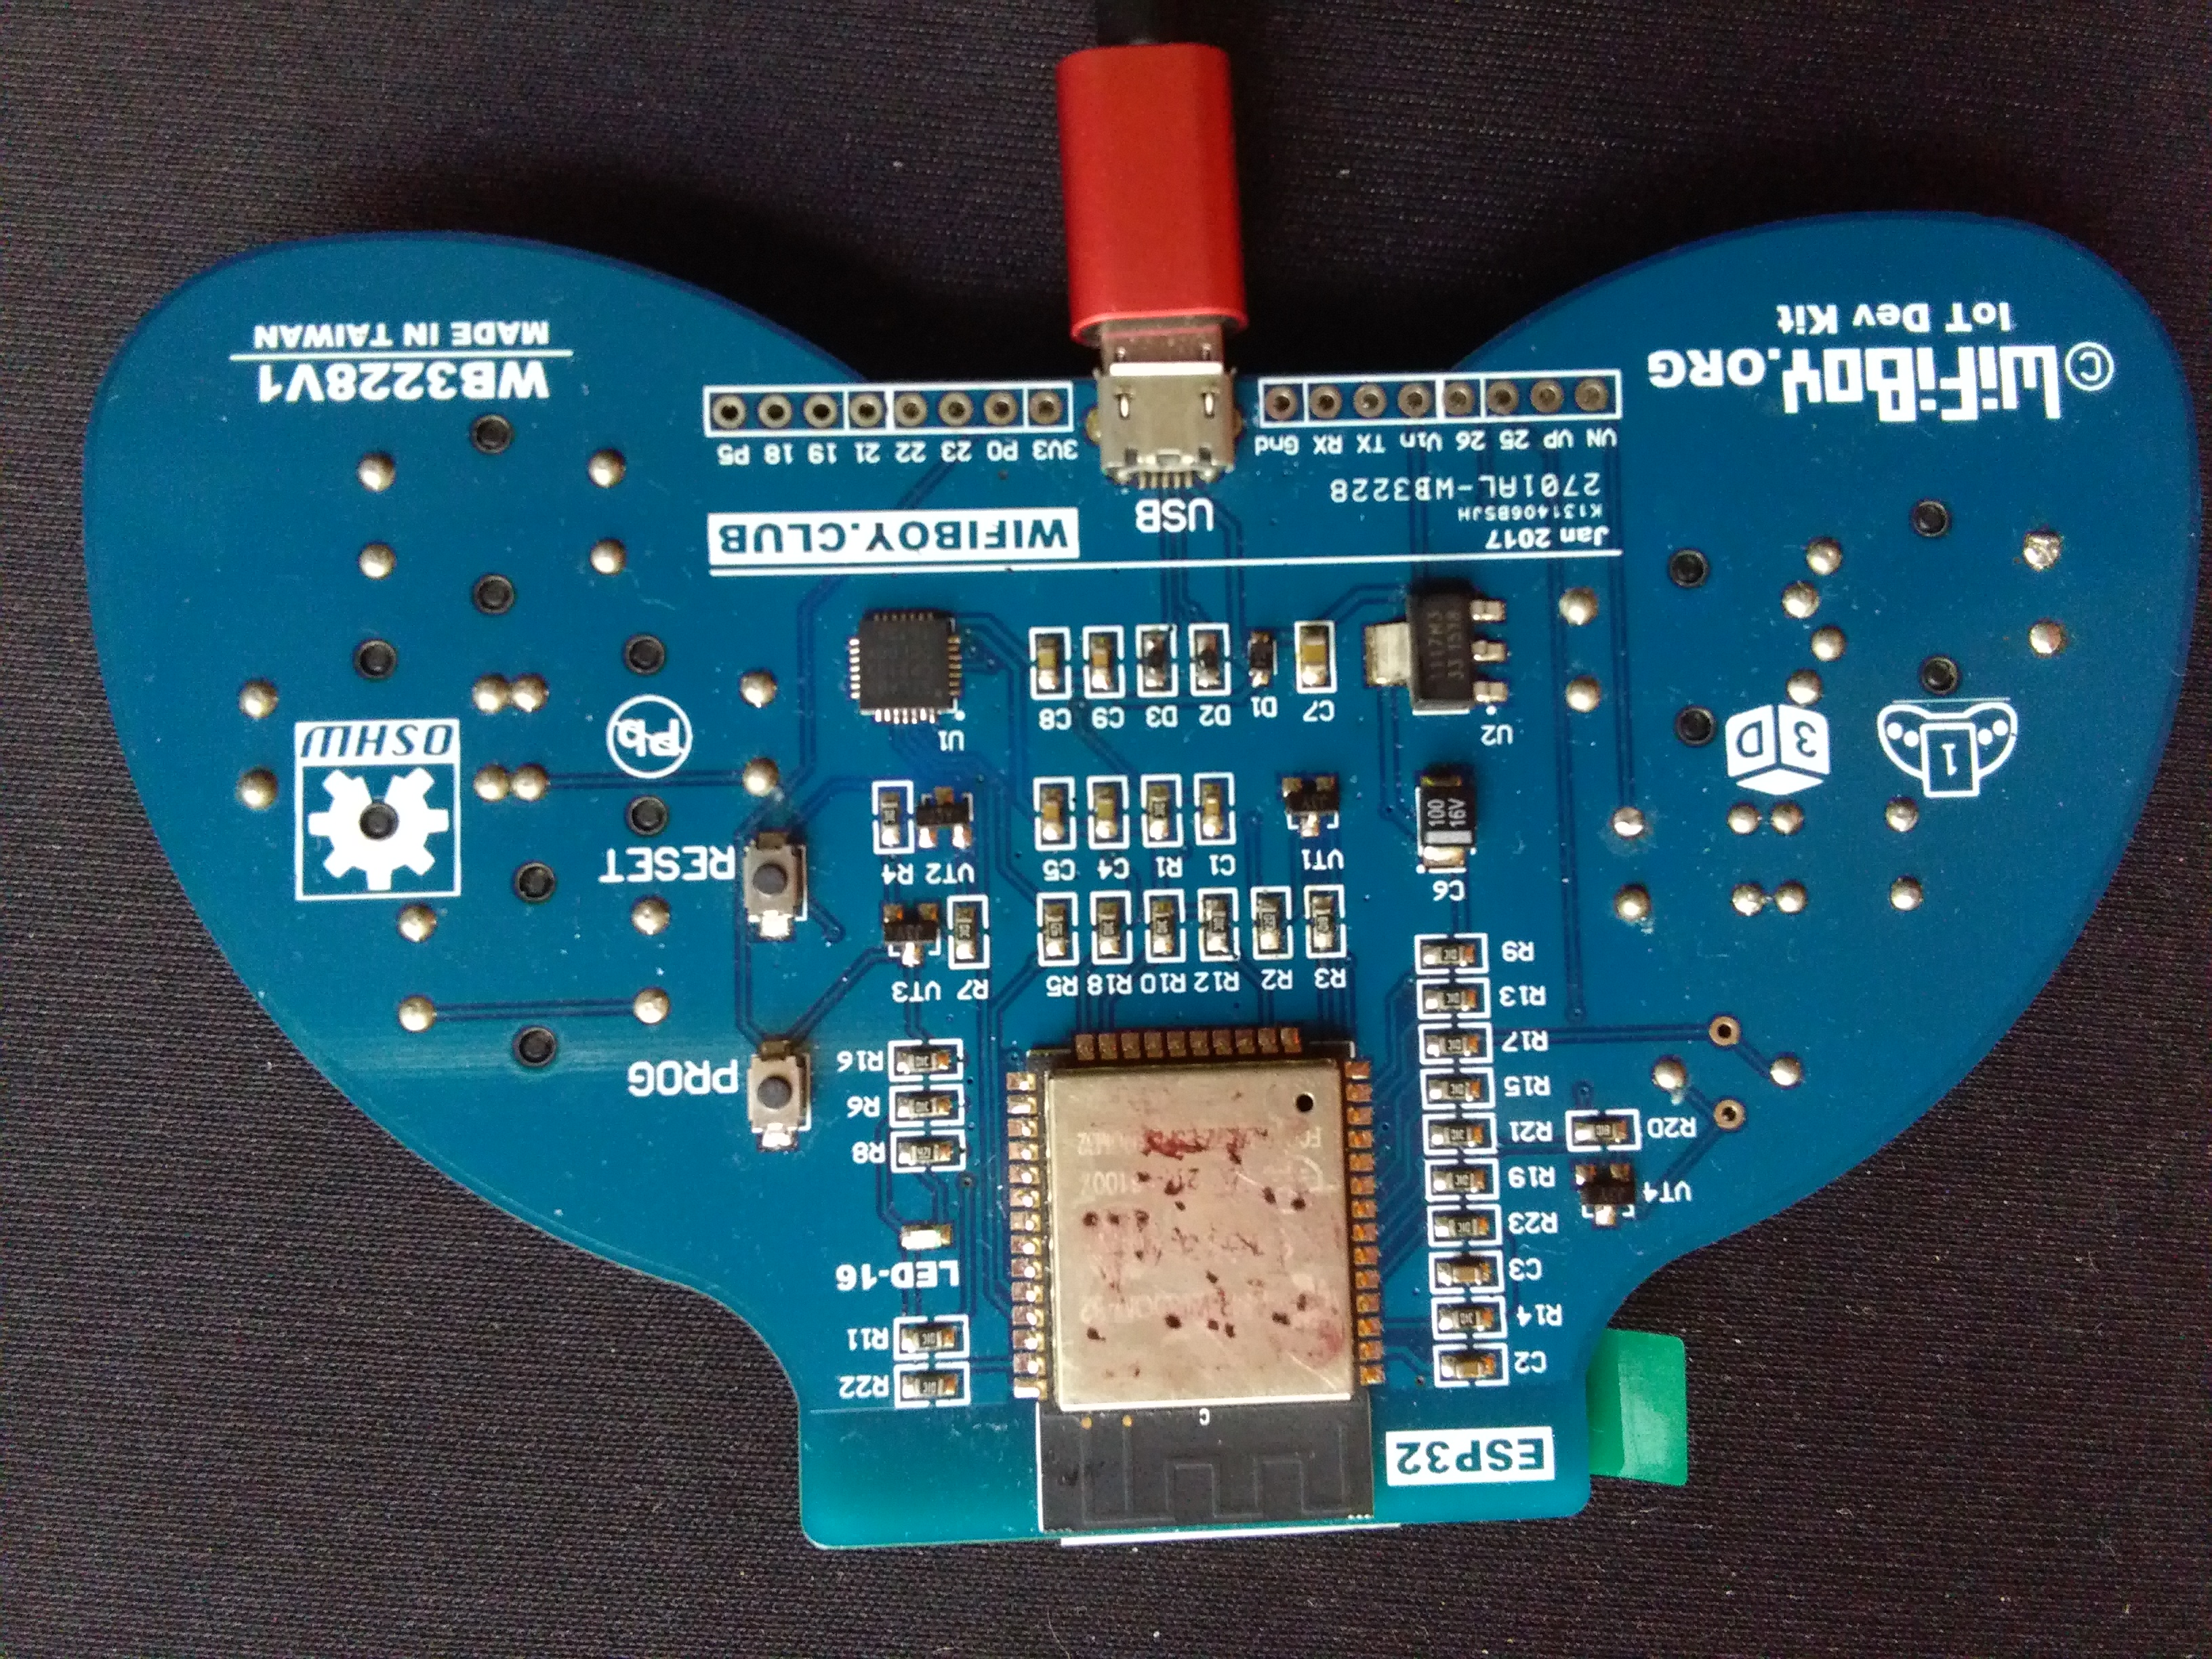 ESP32
C
C2
R22
R14
R11
C3
LED-16
R23
VT4
R19
R8
R20
R21
R6
R15
R16
PROG
R17
R13
R3 R2 R12 R10 R18 R5
R7 VT3
R9
C6
VT1
C1 R1 C4 C5
VT2 R4
RESET
100
16V
1
3D
Pb
OSHW
U2
U1
C7 D1 D2 D3 C9 C8
Jan 2017
K131406BSJH
2701AL-WB3228
USB
WIFIBOY.CLUB
VN VP 25 26 Vin TX RX Gnd
3V3 P0 23 22 21 19 18 P5
©WiFiBoy.ORG
IoT Dev Kit
WB3228V1
MADE IN TAIWAN